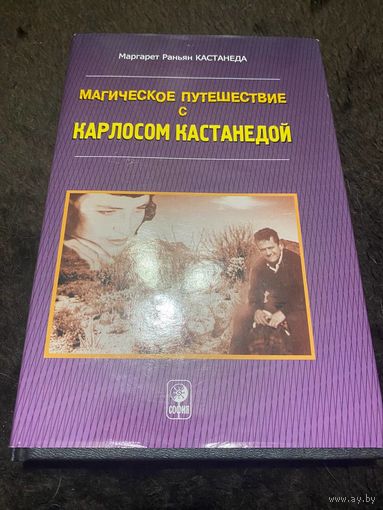 Маргарет Раньян КАСТАНЕДА
МАГИЧЕСКОЕ ПУТЕШЕСТВИЕ
С
КАРЛОСОМ КАСТАНЕДОЙ
СОФИЯ
www.ay.by